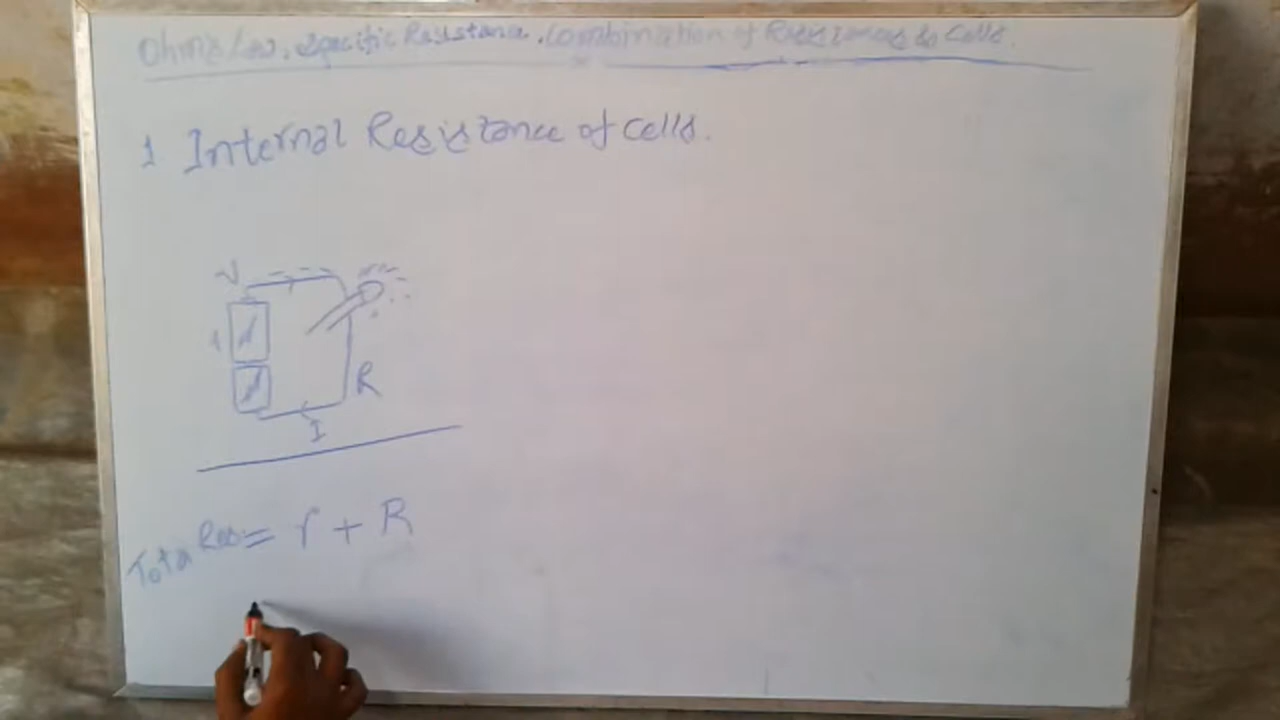 Ohm's law, Specific Resistance, Combination of Resistances & Cells.
1 Internal Resistance of Cells.
V
R
I
Total Res = r + R